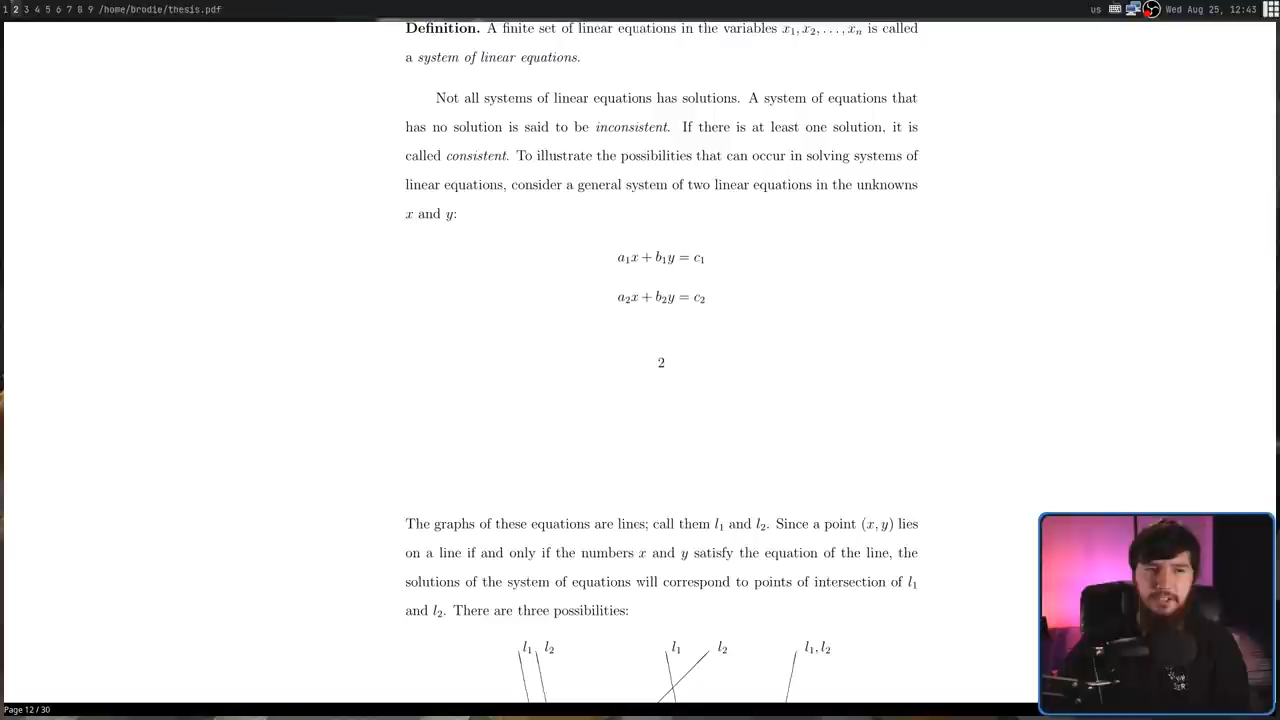 1 2 3 4 5 6 7 8 9 /home/brodie/thesis.pdf
us Wed Aug 25, 12:43
Definition. A finite set of linear equations in the variables x₁, x₂, . . . , xₙ is called
a system of linear equations.
Not all systems of linear equations has solutions. A system of equations that
has no solution is said to be inconsistent. If there is at least one solution, it is
called consistent. To illustrate the possibilities that can occur in solving systems of
linear equations, consider a general system of two linear equations in the unknowns
x and y:
a₁x + b₁y = c₁
a₂x + b₂y = c₂
2
The graphs of these equations are lines; call them l₁ and l₂. Since a point (x, y) lies
on a line if and only if the numbers x and y satisfy the equation of the line, the
solutions of the system of equations will correspond to points of intersection of l₁
and l₂. There are three possibilities:
l₁ l₂ l₁ l₂ l₁, l₂
Page 12 / 30